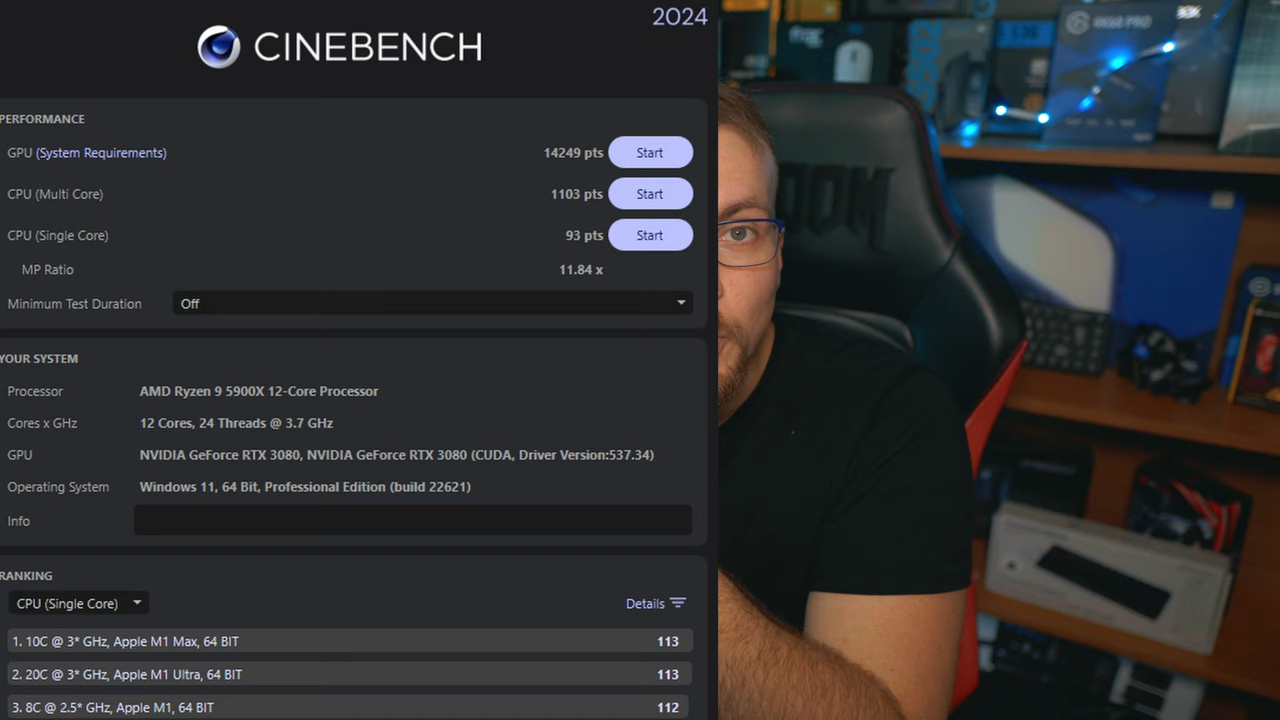 2024
CINEBENCH
PERFORMANCE
GPU (System Requirements) 14249 pts Start
CPU (Multi Core) 1103 pts Start
CPU (Single Core) 93 pts Start
MP Ratio 11.84 x
Minimum Test Duration Off
YOUR SYSTEM
Processor AMD Ryzen 9 5900X 12-Core Processor
Cores x GHz 12 Cores, 24 Threads @ 3.7 GHz
GPU NVIDIA GeForce RTX 3080, NVIDIA GeForce RTX 3080 (CUDA, Driver Version:537.34)
Operating System Windows 11, 64 Bit, Professional Edition (build 22621)
Info
RANKING
CPU (Single Core) Details
1. 10C @ 3* GHz, Apple M1 Max, 64 BIT 113
2. 20C @ 3* GHz, Apple M1 Ultra, 64 BIT 113
3. 8C @ 2.5* GHz, Apple M1, 64 BIT 112
G502